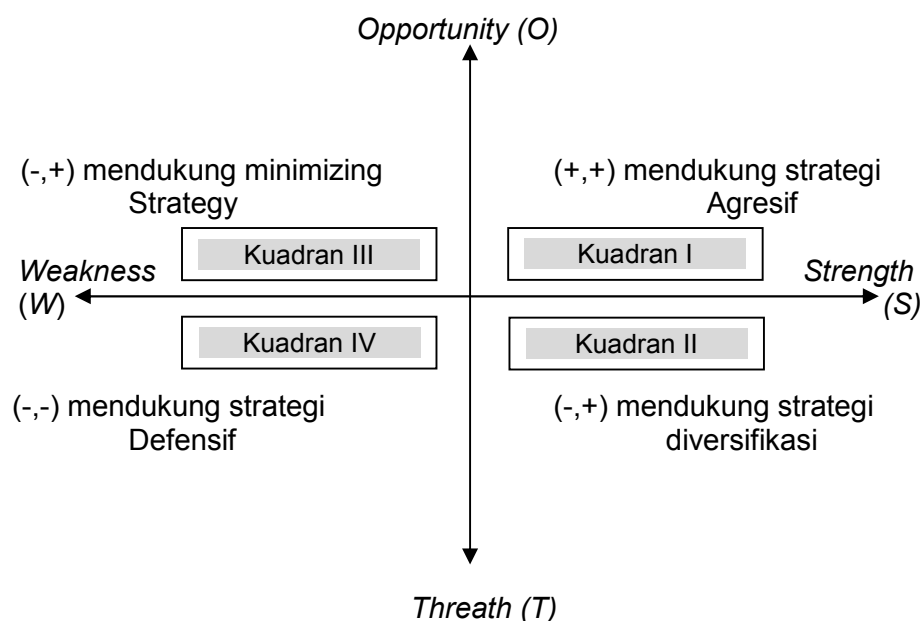 Opportunity (O)
(-,+) mendukung minimizing
Strategy
(+,+) mendukung strategi
Agresif
Kuadran III
Kuadran I
Weakness
(W)
Strength
(S)
Kuadran IV
Kuadran II
(-,-) mendukung strategi
Defensif
(-,+) mendukung strategi
diversifikasi
Threath (T)